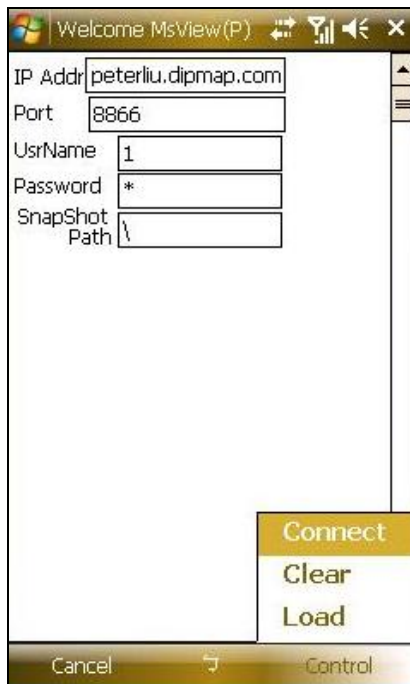 Welcome MsView(P)
IP Addr peterliu.dipmap.com
Port 8866
UsrName 1
Password *
SnapShot
Path \
Connect
Clear
Load
Cancel Control